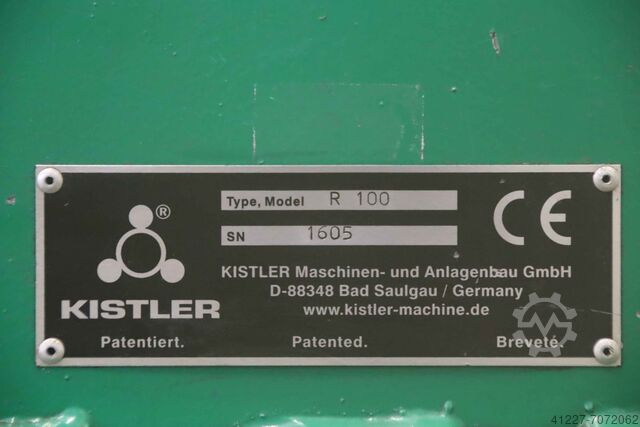 ®
KISTLER
Type, Model R 100
SN 1605
CE
KISTLER Maschinen- und Anlagenbau GmbH
D-88348 Bad Saulgau / Germany
www.kistler-machine.de
Patentiert. Patented. Breveté.
41227-7072062